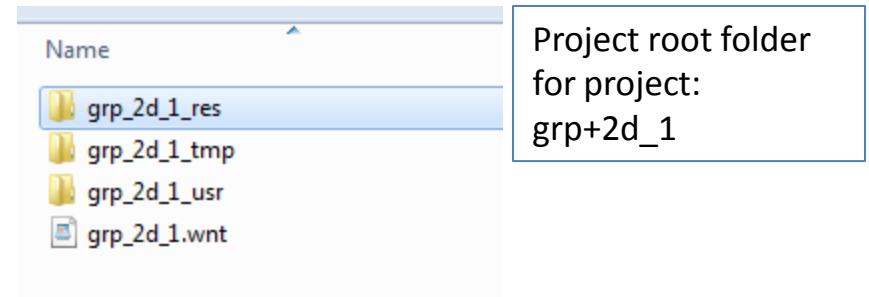 Name
grp_2d_1_res
grp_2d_1_tmp
grp_2d_1_usr
grp_2d_1.wnt
Project root folder
for project:
grp+2d_1